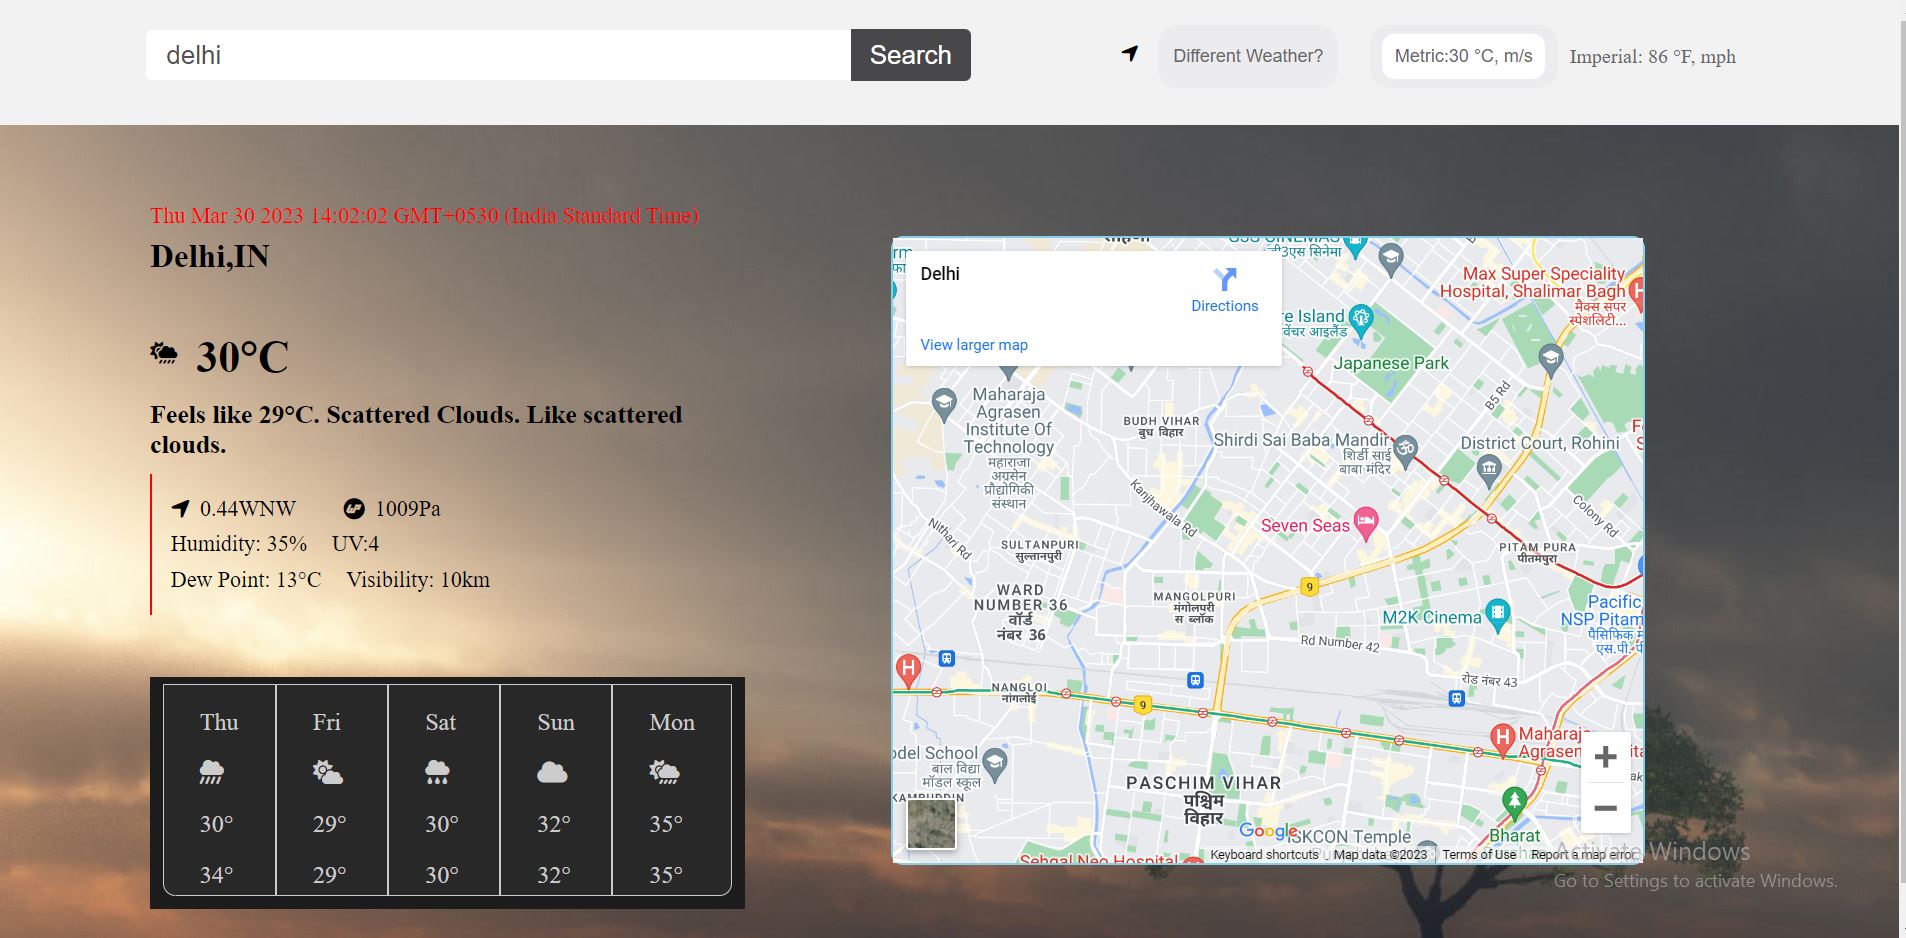 delhi
Search
Different Weather?
Metric:30 °C, m/s
Imperial: 86 °F, mph
Thu Mar 30 2023 14:02:02 GMT+0530 (India Standard Time)
Delhi,IN
30°C
Feels like 29°C. Scattered Clouds. Like scattered
clouds.
0.44WNW
1009Pa
Humidity: 35%
UV:4
Dew Point: 13°C
Visibility: 10km
Thu
Fri
Sat
Sun
Mon
30°
29°
30°
32°
35°
34°
29°
30°
32°
35°
Delhi
Directions
View larger map
Max Super Speciality
Hospital, Shalimar Bagh
मैक्स सुपर
स्पेशलिटी...
GSS CINEMAS
जी3एस सिनेमा
re Island
वेंचर आइलैंड
Japanese Park
B5 Rd
Maharaja
Agrasen
Institute Of
Technology
महाराजा
अग्रसेन
प्रौद्योगिकी
संस्थान
BUDH VIHAR
बुध विहार
Shirdi Sai Baba Mandir
शिर्डी साई
बाबा मंदिर
District Court, Rohini
Kanjhawala Rd
Colony Rd
Nithari Rd
Seven Seas
SULTANPURI
सुल्तानपुरी
PITAM PURA
पीतमपुरा
9
WARD
NUMBER 36
वॉर्ड
नंबर 36
MANGOLPURI
मंगोलपुरी
स ब्लॉक
M2K Cinema
Pacific
NSP Pitam
पैसिफिक
एस.पी.
Rd Number 42
रोड नंबर 43
NANGLOI
नांगलोई
9
H
H
H
Maharaja
Agrasen
odel School
बाल विद्या
मॉडल स्कूल
PASCHIM VIHAR
पश्चिम
विहार
Bharat
Google
ISKCON Temple
Sehgal Neo Hospital
Keyboard shortcuts
Map data ©2023
Terms of Use
Report a map error
Activate Windows
Go to Settings to activate Windows.